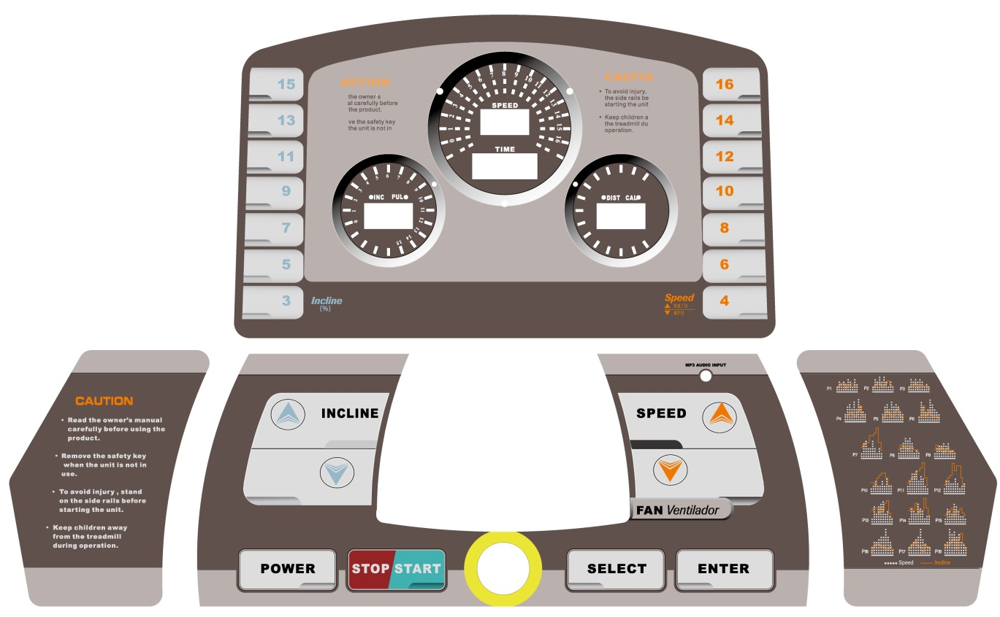 15
13
11
9
7
5
3
Incline
(%)
AUTION
the owner s
al carefully before
the product.
ve the safety key
the unit is not in
0 1 2 3 4 5 6 7 8 9 10 11 12 13 14 15 16
SPEED
TIME
0 1 2 3 4 5 6 7 8 9 10 11 12 13 14 15
INC PUL
DIST CAL
CAUTIO
• To avoid injury,
the side rails be
starting the unit
• Keep children a
the treadmill du
operation.
16
14
12
10
8
6
4
Speed
KM/H
MPH
CAUTION
• Read the owner's manual
carefully before using the
product.
• Remove the safety key
when the unit is not in
use.
• To avoid injury , stand
on the side rails before
starting the unit.
• Keep children away
from the treadmill
during operation.
INCLINE
MP3 AUDIO INPUT
SPEED
FAN Ventilador
POWER
STOP START
SELECT
ENTER
P1 P2 P3
P4 P5 P6
P7 P8 P9
P10 P11 P12
P13 P14 P15
P16 P17 P18
Speed Incline